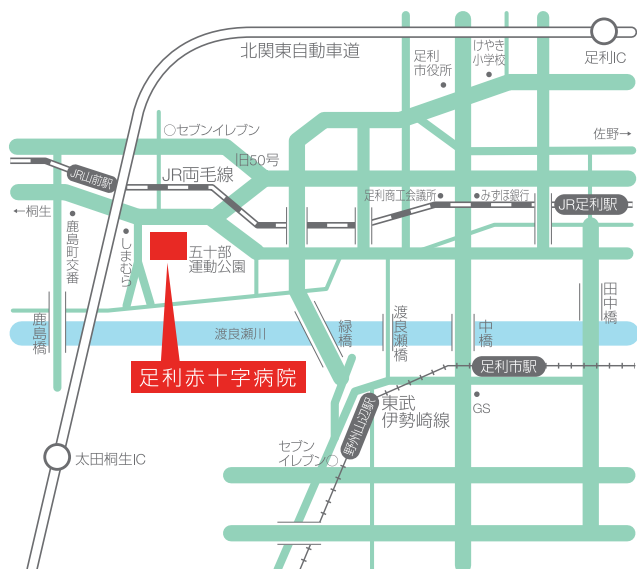 北関東自動車道
足利IC
足利
市役所
けやき
小学校
○セブンイレブン
佐野→
旧50号
JR山前駅
JR両毛線
足利商工会議所
みずほ銀行
JR足利駅
←桐生
鹿島町交番
しまむら
五十部
運動公園
鹿島橋
渡良瀬川
緑橋
渡良瀬橋
中橋
田中橋
足利赤十字病院
足利市駅
東武
伊勢崎線
野州山辺駅
GS
セブン
イレブン○
太田桐生IC